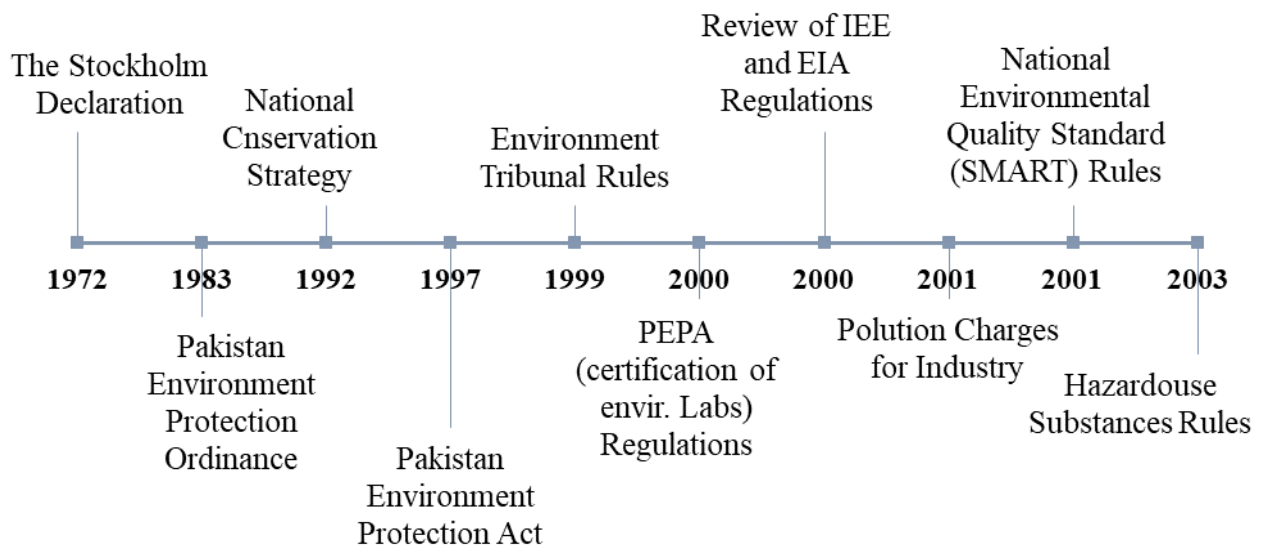 The Stockholm
Declaration
National
Cnservation
Strategy
Environment
Tribunal Rules
Review of IEE
and EIA
Regulations
National
Environmental
Quality Standard
(SMART) Rules
1972
1983
1992
1997
1999
2000
2000
2001
2001
2003
Pakistan
Environment
Protection
Ordinance
Pakistan
Environment
Protection Act
PEPA
(certification of
envir. Labs)
Regulations
Polution Charges
for Industry
Hazardouse
Substances Rules